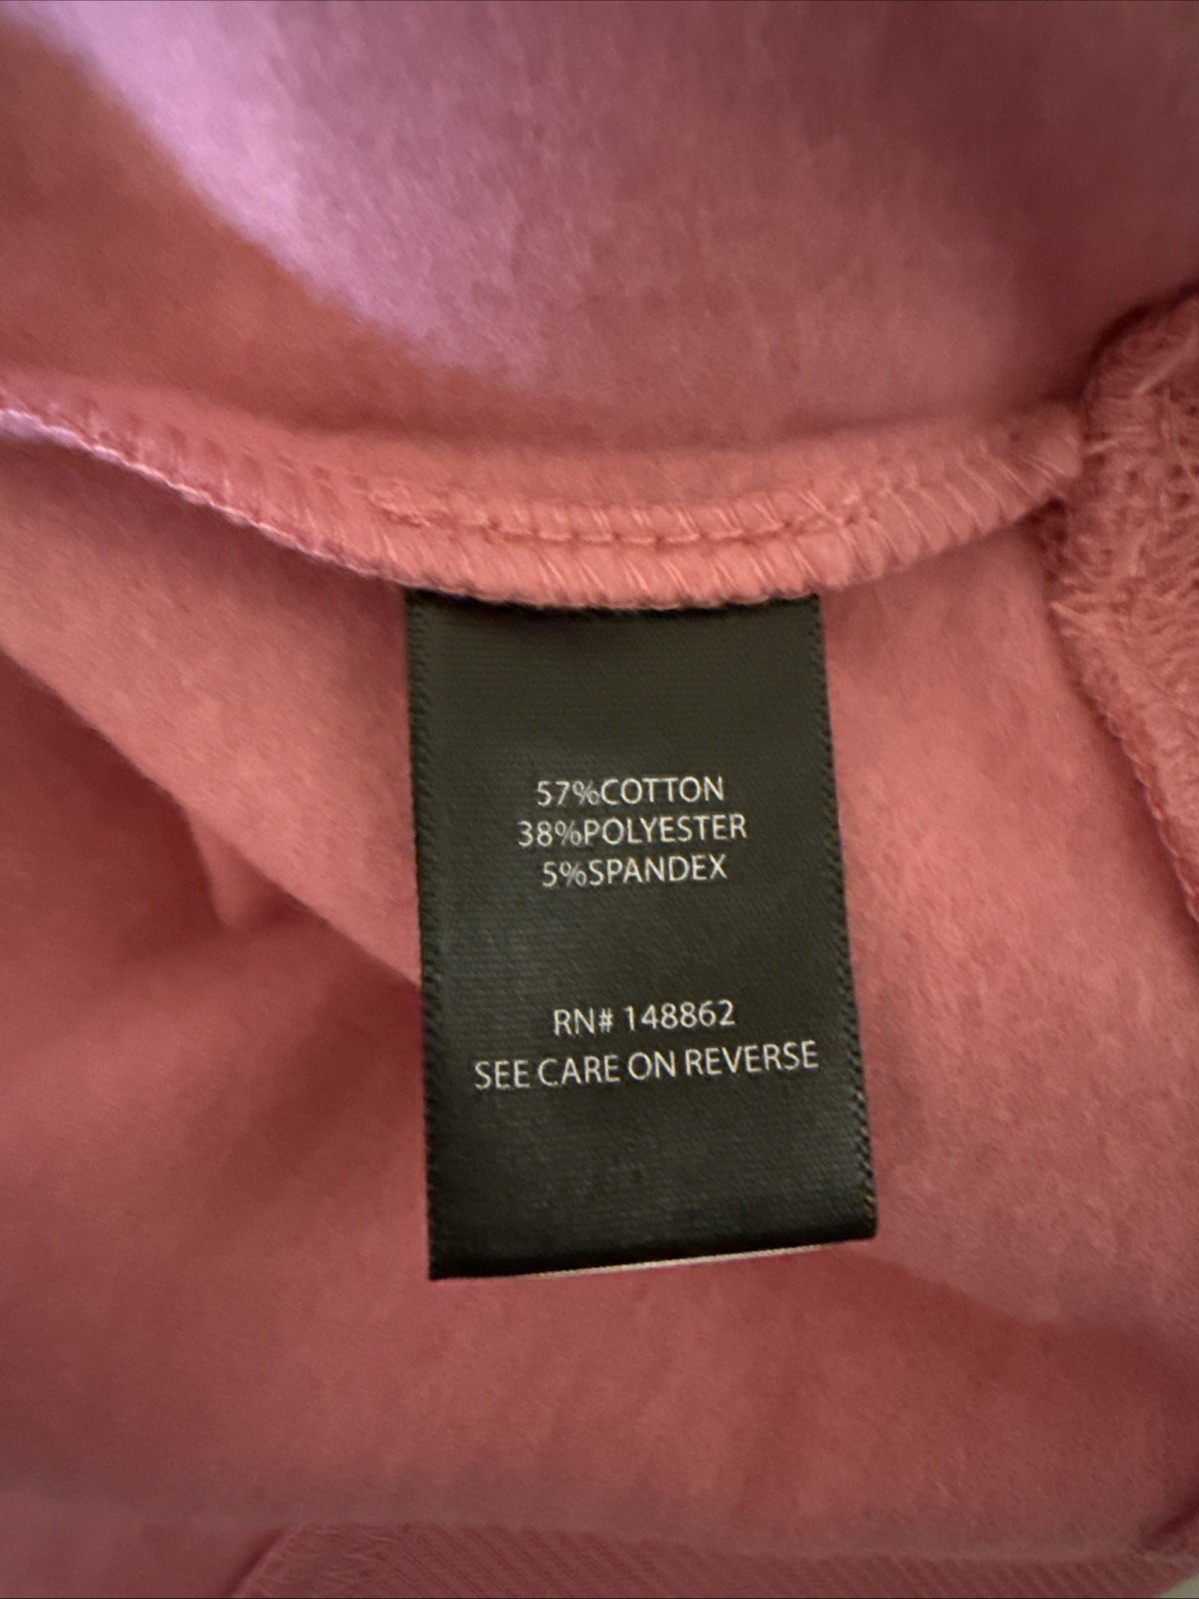 57%COTTON
38%POLYESTER
5%SPANDEX
RN# 148862
SEE CARE ON REVERSE